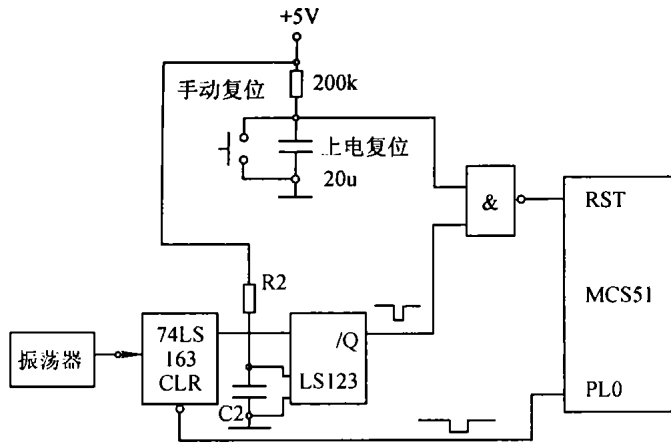 +5V
手动复位
200k
上电复位
20u
&
RST
MCS51
PL0
R2
振荡器
74LS
163
CLR
/Q
LS123
C2